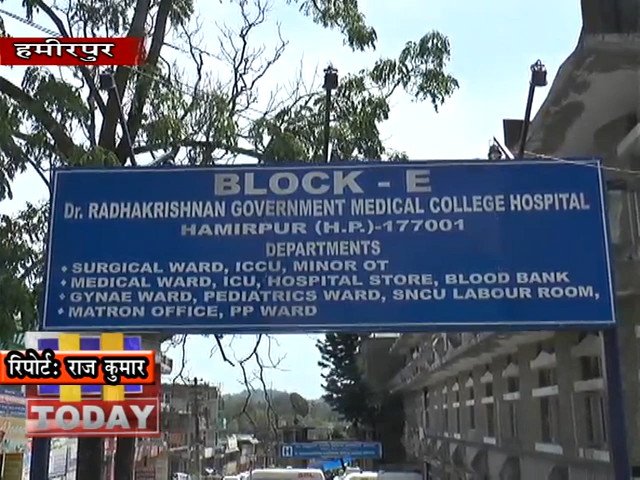 हमीरपुर
BLOCK - E
Dr. RADHAKRISHNAN GOVERNMENT MEDICAL COLLEGE HOSPITAL
HAMIRPUR (H.P.)-177001
DEPARTMENTS
SURGICAL WARD, ICCU, MINOR OT
MEDICAL WARD, ICU, HOSPITAL STORE, BLOOD BANK
GYNAE WARD, PEDIATRICS WARD, SNCU LABOUR ROOM,
MATRON OFFICE, PP WARD
रिपोर्ट: राज कुमार
TODAY
H